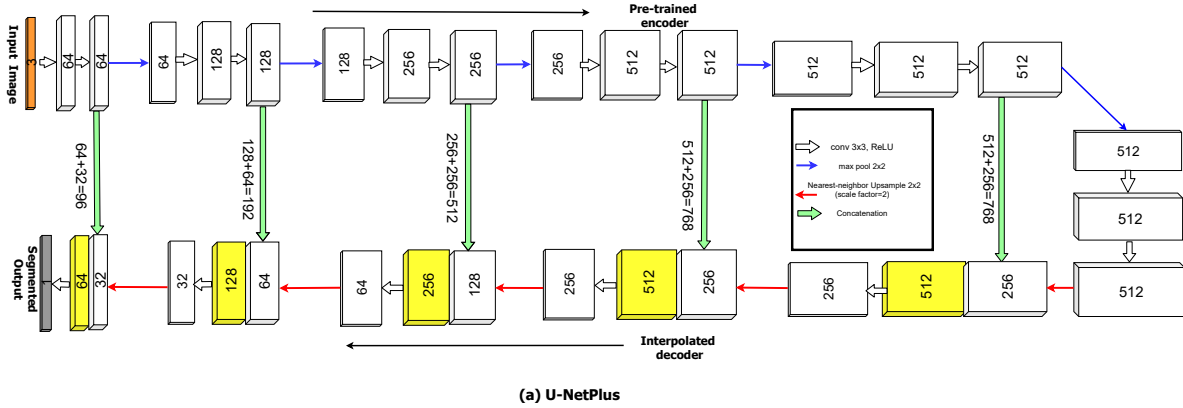 Pre-trained
encoder
Input Image
3
64
64
64
128
128
128
256
256
256
512
512
512
512
512
64+32=96
128+64=192
256+256=512
512+256=768
512+256=768
conv 3x3, ReLU
max pool 2x2
Nearest-neighbor Upsample 2x2
(scale factor=2)
Concatenation
512
512
512
Segmented
Output
1
64
32
32
128
64
64
256
128
256
512
256
256
512
256
Interpolated
decoder
(a) U-NetPlus